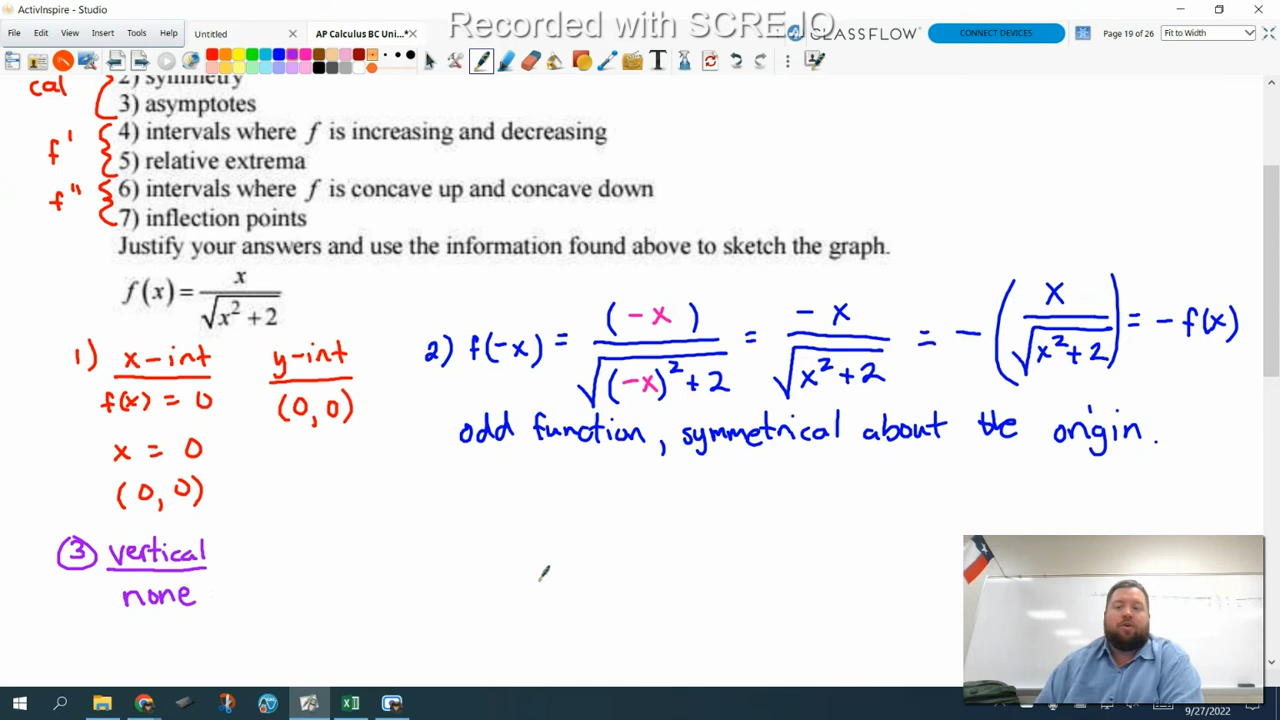 ActivInspire - Studio
Recorded with SCRE.IO
File Edit View Insert Tools Help
Untitled
AP Calculus BC Uni...*
CLASSFLOW
CONNECT DEVICES
Page 19 of 26
Fit to Width
cal
2) symmetry
3) asymptotes
f' 4) intervals where f is increasing and decreasing
5) relative extrema
f" 6) intervals where f is concave up and concave down
7) inflection points
Justify your answers and use the information found above to sketch the graph.
f(x) = x / √(x² + 2)
1) x-int y-int
f(x) = 0 (0, 0)
x = 0
(0, 0)
2) f(-x) = (-x) / √((-x)² + 2) = -x / √(x² + 2) = -(x / √(x² + 2)) = -f(x)
odd function, symmetrical about the origin.
③ vertical
none
9/27/2022